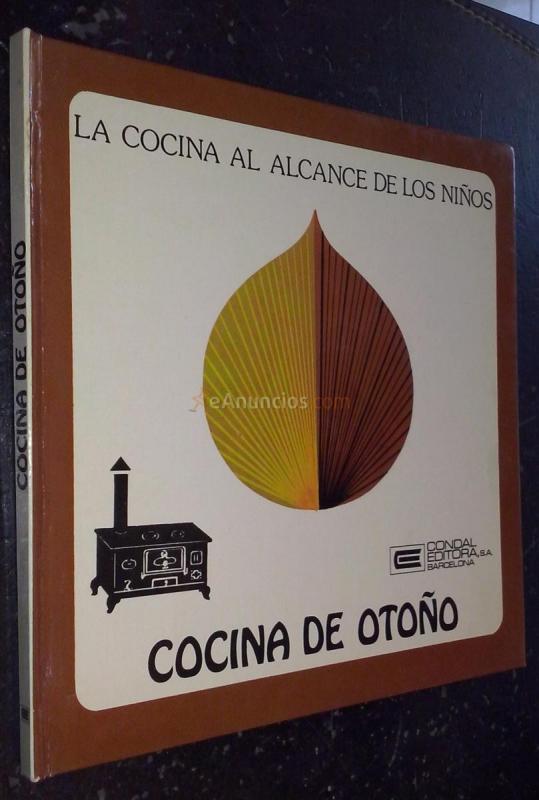 LA COCINA AL ALCANCE DE LOS NIÑOS
COCINA DE OTOÑO
eAnuncios.com
CONDAL
EDITORA, S.A.
BARCELONA
COCINA DE OTOÑO